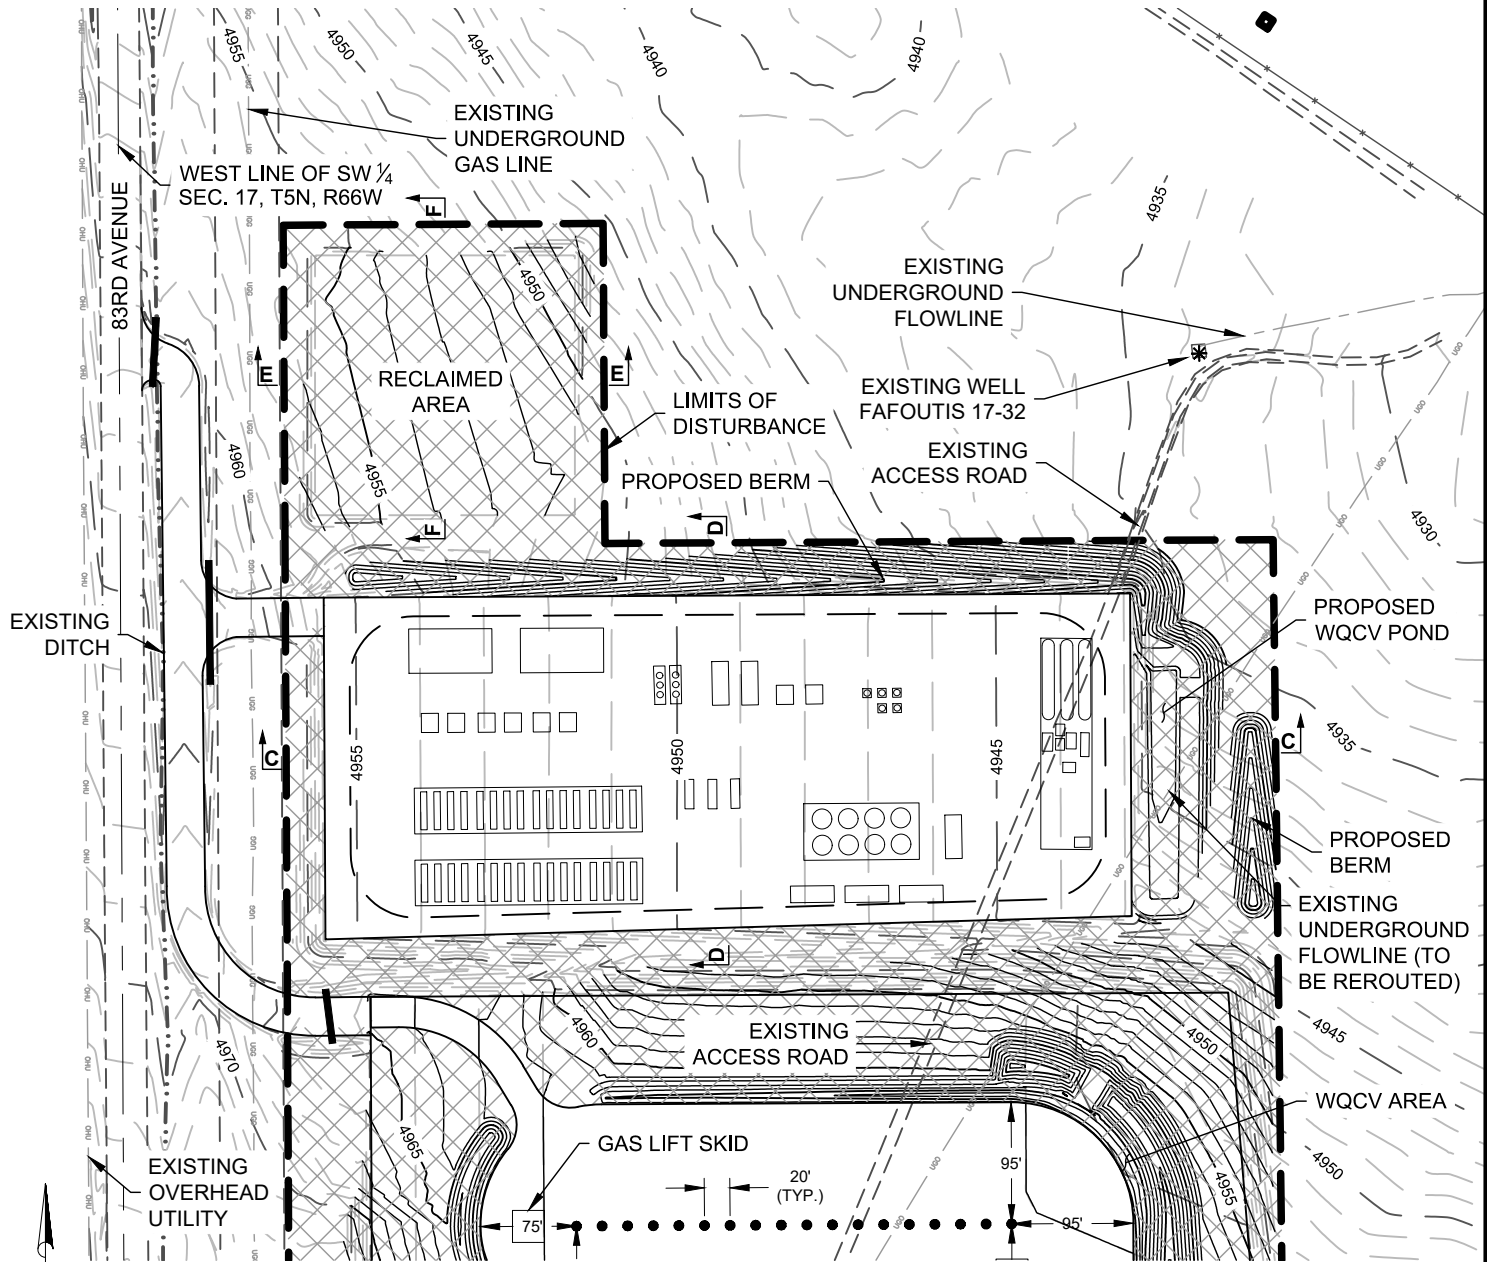 4955
4950
4945
4940
4940
EXISTING
UNDERGROUND
GAS LINE
WEST LINE OF SW ¼
SEC. 17, T5N, R66W
F
83RD AVENUE
4935
4950
EXISTING
UNDERGROUND
FLOWLINE
E
E
RECLAIMED
AREA
LIMITS OF
DISTURBANCE
EXISTING WELL
FAFOUTIS 17-32
4960
4955
PROPOSED BERM
EXISTING
ACCESS ROAD
F
D
4930
EXISTING
DITCH
PROPOSED
WQCV POND
C
4955
4950
4945
C
4935
PROPOSED
BERM
EXISTING
UNDERGROUND
FLOWLINE (TO
BE REROUTED)
D
4970
4960
EXISTING
ACCESS ROAD
4950
4945
4965
WQCV AREA
GAS LIFT SKID
EXISTING
OVERHEAD
UTILITY
20'
(TYP.)
95'
4955
4950
75'
95'
OHU
UGG
UGO